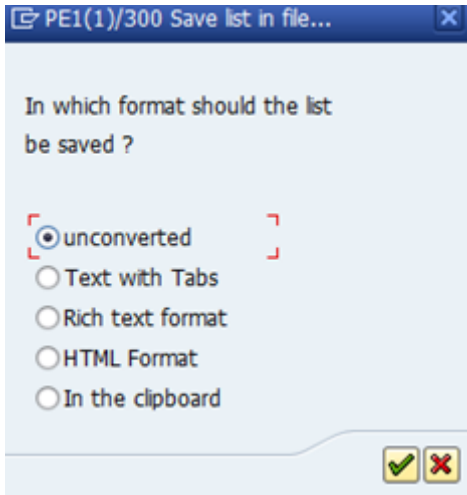 PE1(1)/300 Save list in file...
In which format should the list
be saved ?
unconverted
Text with Tabs
Rich text format
HTML Format
In the clipboard